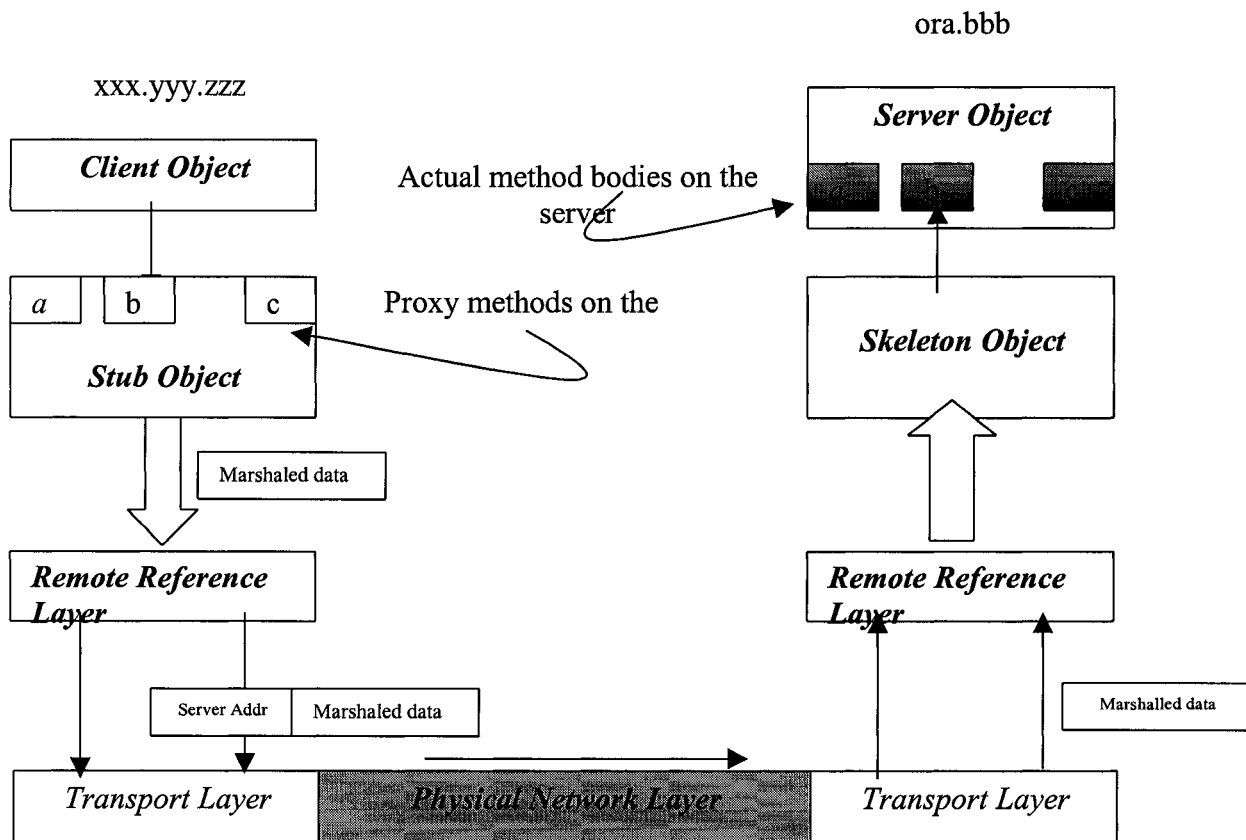 ora.bbb
xxx.yyy.zzz
Server Object
Client Object
Actual method bodies on the
server
a
b
a
b
c
Proxy methods on the
Skeleton Object
Stub Object
Marshaled data
Remote Reference
Layer
Remote Reference
Layer
Server Addr
Marshaled data
Marshalled data
Transport Layer
Physical Network Layer
Transport Layer